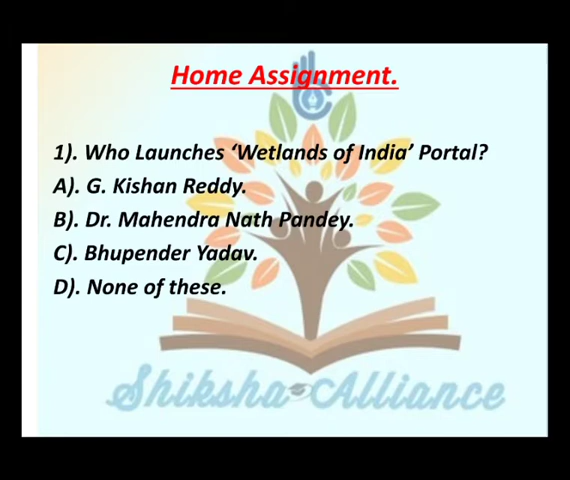 Home Assignment.
1). Who Launches ‘Wetlands of India’ Portal?
A). G. Kishan Reddy.
B). Dr. Mahendra Nath Pandey.
C). Bhupender Yadav.
D). None of these.
Shiksha Alliance